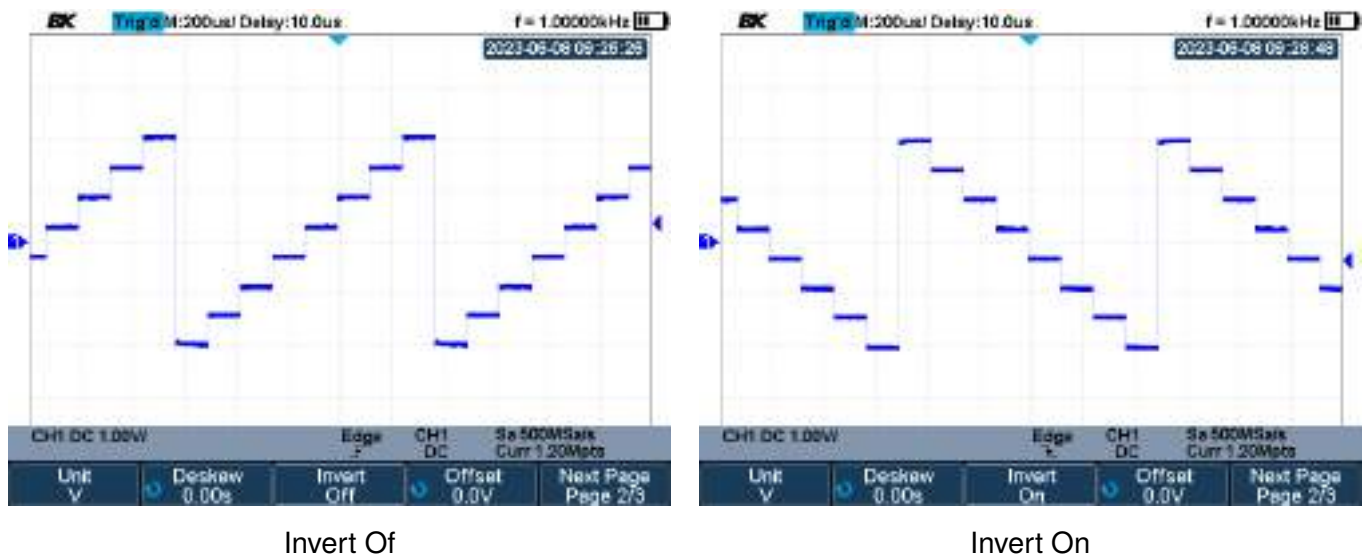 BK Trig'd M:200us/ Delay:10.0us f = 1.00000kHz
2023-06-08 09:26:26
1
CH1 DC 1.00V/ Edge CH1 Sa 500MSa/s
DC Curr 1.20Mpts
Unit Deskew Invert Offset Next Page
V 0.00s Off 0.0V Page 2/3
Invert Of
BK Trig'd M:200us/ Delay:10.0us f = 1.00000kHz
2023-06-08 09:26:48
1
CH1 DC 1.00V/ Edge CH1 Sa 500MSa/s
DC Curr 1.20Mpts
Unit Deskew Invert Offset Next Page
V 0.00s On 0.0V Page 2/3
Invert On